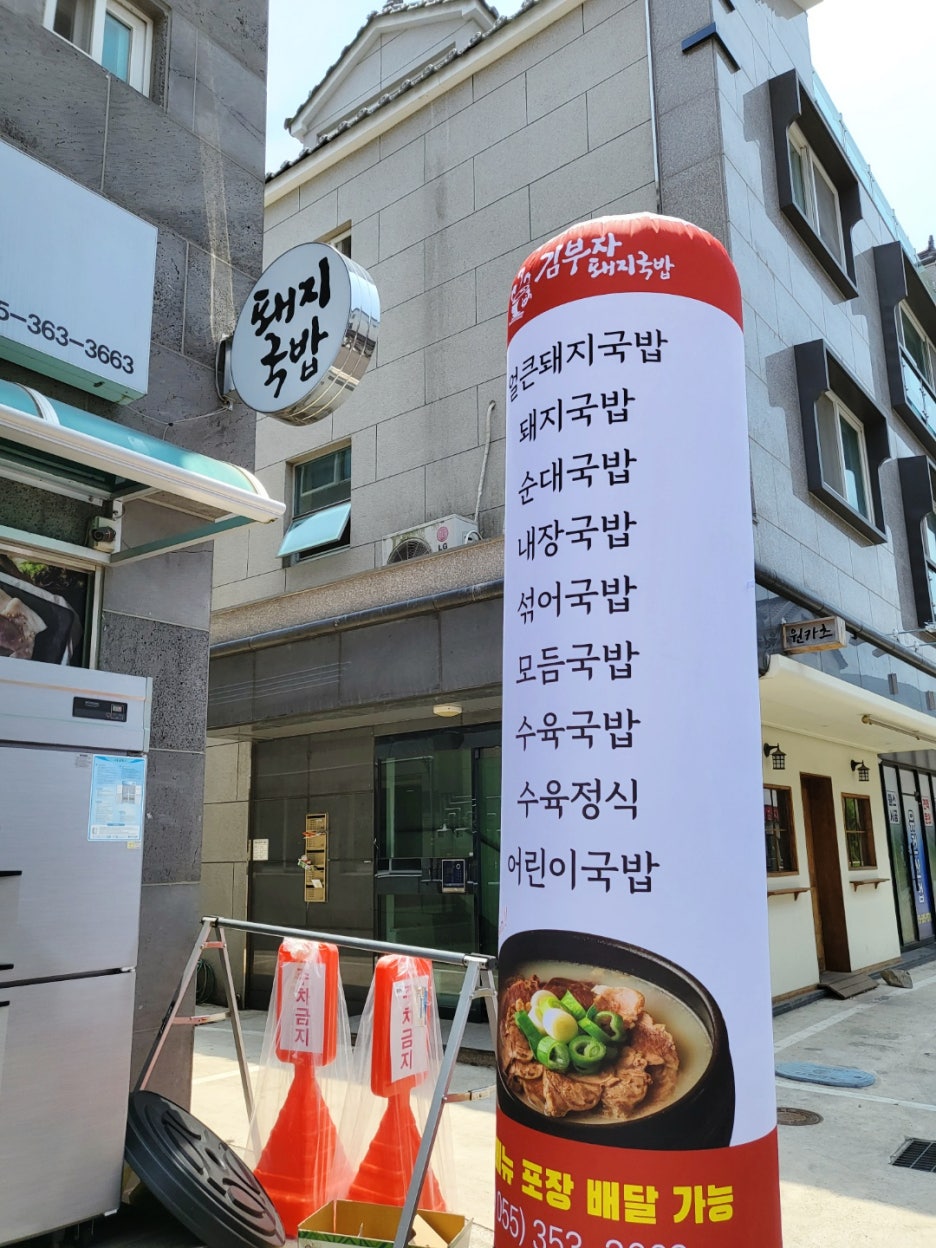 5-363-3663
돼지
국밥
김부자
돼지국밥
얼큰돼지국밥
돼지국밥
순대국밥
내장국밥
섞어국밥
모듬국밥
수육국밥
수육정식
어린이국밥
포장 배달 가능
055) 353
LG
원카츠
주차금지
주차금지